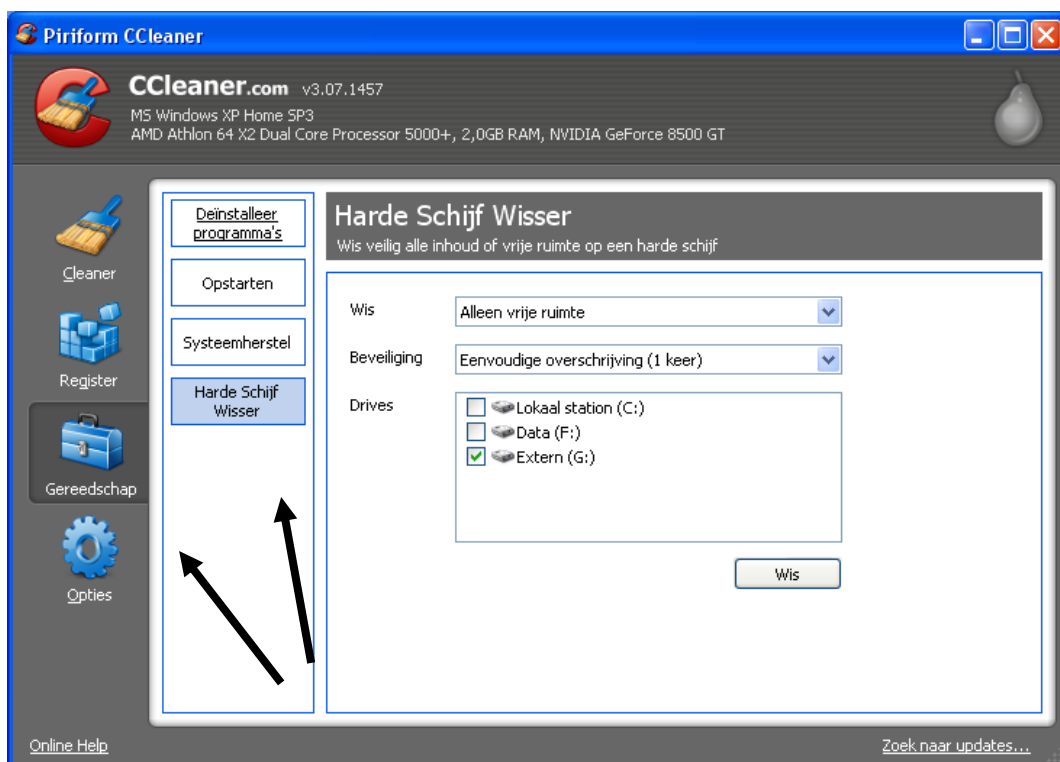 Piriform CCleaner
CCleaner.com v3.07.1457
MS Windows XP Home SP3
AMD Athlon 64 X2 Dual Core Processor 5000+, 2,0GB RAM, NVIDIA GeForce 8500 GT
Cleaner
Register
Gereedschap
Opties
Deïnstalleer
programma's
Opstarten
Systeemherstel
Harde Schijf
Wisser
Harde Schijf Wisser
Wis veilig alle inhoud of vrije ruimte op een harde schijf
Wis Alleen vrije ruimte
Beveiliging Eenvoudige overschrijving (1 keer)
Drives Lokaal station (C:)
Data (F:)
Extern (G:)
Wis
Online Help
Zoek naar updates...